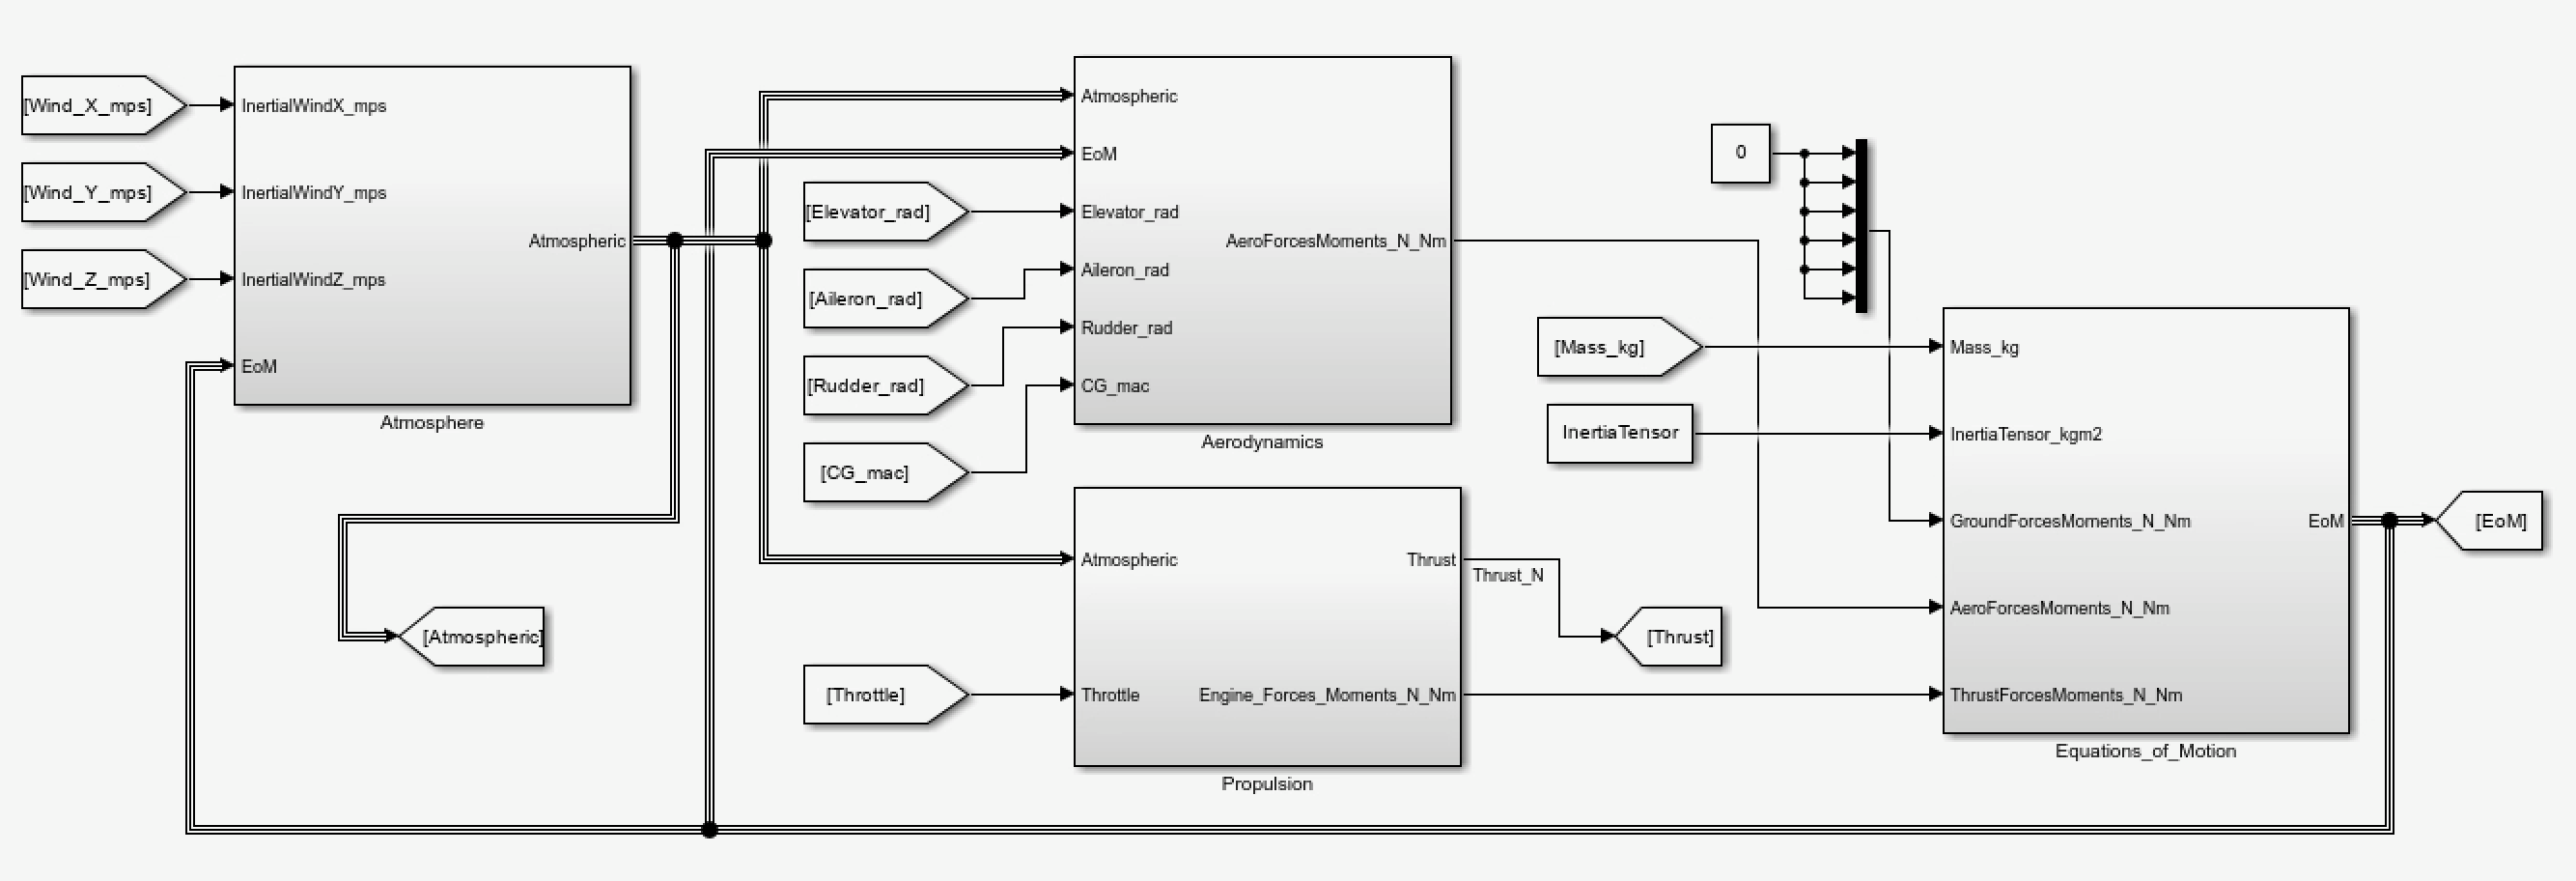 [Wind_X_mps]
[Wind_Y_mps]
[Wind_Z_mps]
InertialWindX_mps
InertialWindY_mps
InertialWindZ_mps
EoM
Atmospheric
Atmosphere
[Atmospheric]
[Elevator_rad]
[Aileron_rad]
[Rudder_rad]
[CG_mac]
Atmospheric
EoM
Elevator_rad
Aileron_rad
Rudder_rad
CG_mac
AeroForcesMoments_N_Nm
Aerodynamics
[Throttle]
Atmospheric
Throttle
Thrust
Engine_Forces_Moments_N_Nm
Propulsion
Thrust_N
[Thrust]
0
[Mass_kg]
InertiaTensor
Mass_kg
InertiaTensor_kgm2
GroundForcesMoments_N_Nm
AeroForcesMoments_N_Nm
ThrustForcesMoments_N_Nm
EoM
Equations_of_Motion
[EoM]